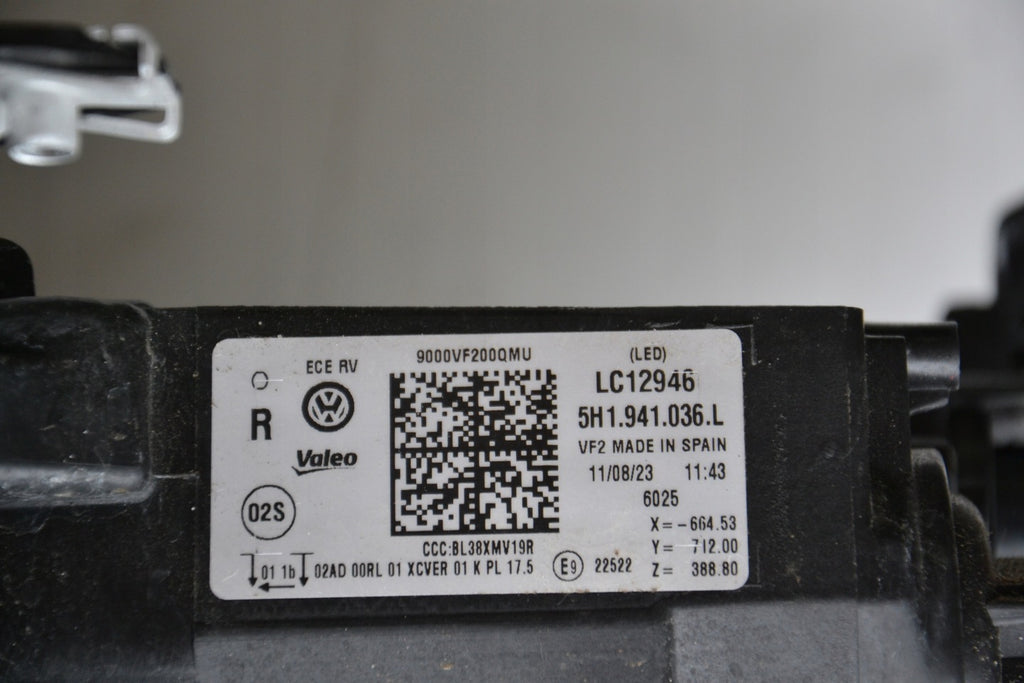 ECE RV
R
VW
Valeo
02S
9000VF200QMU
CCC:BL38XMV19R
(LED)
LC12946
5H1.941.036.L
VF2 MADE IN SPAIN
11/08/23 11:43
6025
X= -664.53
Y= -712.00
Z= 388.80
01 1b 02AD 00RL 01 XCVER 01 K PL 17.5 E9 22522